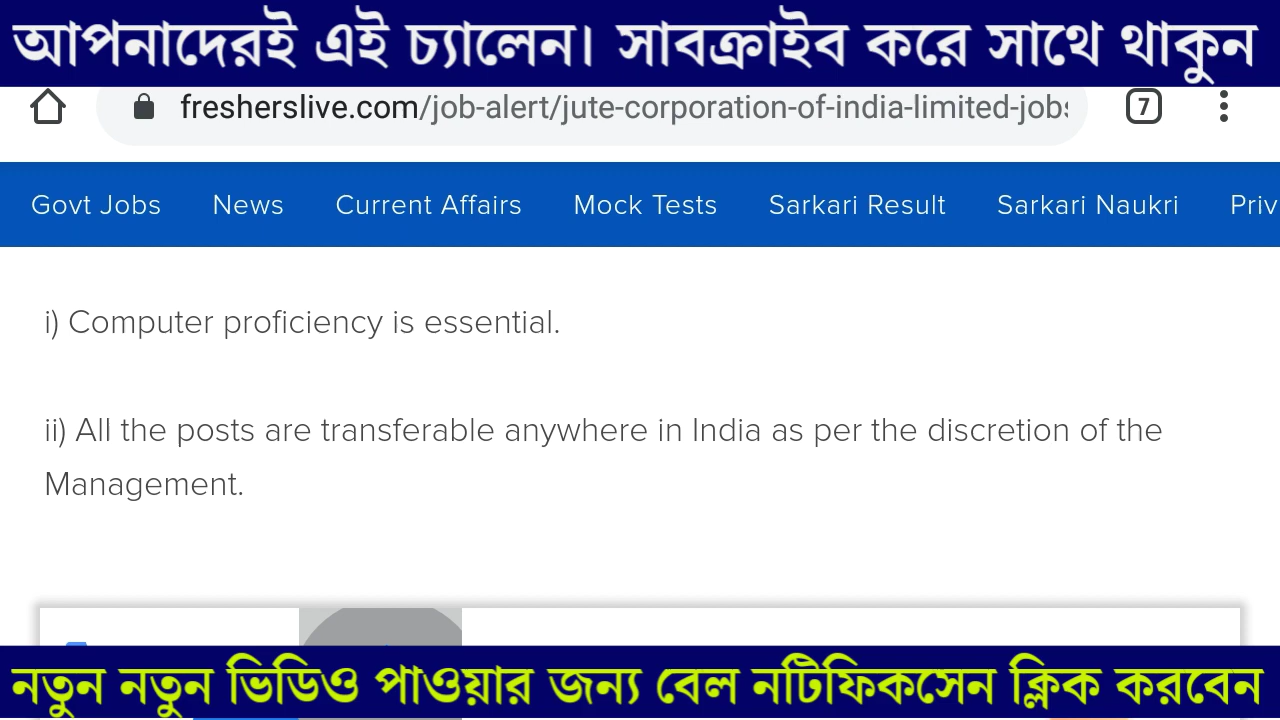 আপনাদেরই এই চ্যালেন। সাবক্রাইব করে সাথে থাকুন
fresherslive.com/job-alert/jute-corporation-of-india-limited-jobs
7
Govt Jobs News Current Affairs Mock Tests Sarkari Result Sarkari Naukri Priv
i) Computer proficiency is essential.
ii) All the posts are transferable anywhere in India as per the discretion of the
Management.
নতুন নতুন ভিডিও পাওয়ার জন্য বেল নটিফিকসেন ক্লিক করবেন